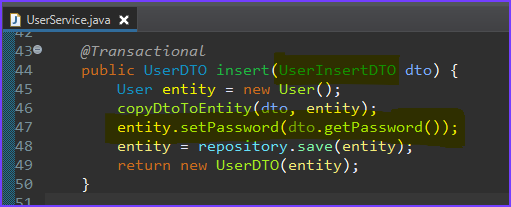 UserService.java
42
43 @Transactional
44 public UserDTO insert(UserInsertDTO dto) {
45 User entity = new User();
46 copyDtoToEntity(dto, entity);
47 entity.setPassword(dto.getPassword());
48 entity = repository.save(entity);
49 return new UserDTO(entity);
50 }
51